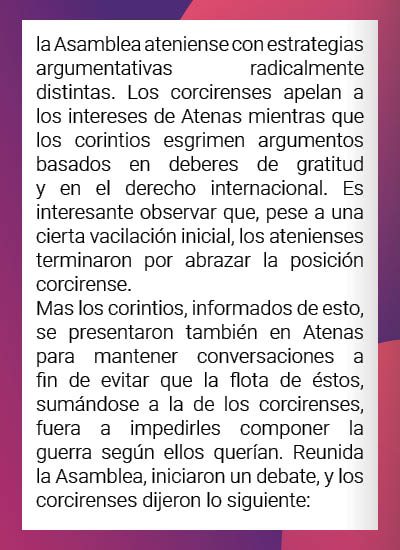 la Asamblea ateniense con estrategias
argumentativas radicalmente
distintas. Los corcirenses apelan a
los intereses de Atenas mientras que
los corintios esgrimen argumentos
basados en deberes de gratitud
y en el derecho internacional. Es
interesante observar que, pese a una
cierta vacilación inicial, los atenienses
terminaron por abrazar la posición
corcirense.
Mas los corintios, informados de esto,
se presentaron también en Atenas
para mantener conversaciones a
fin de evitar que la flota de éstos,
sumándose a la de los corcirenses,
fuera a impedirles componer la
guerra según ellos querían. Reunida
la Asamblea, iniciaron un debate, y los
corcirenses dijeron lo siguiente: